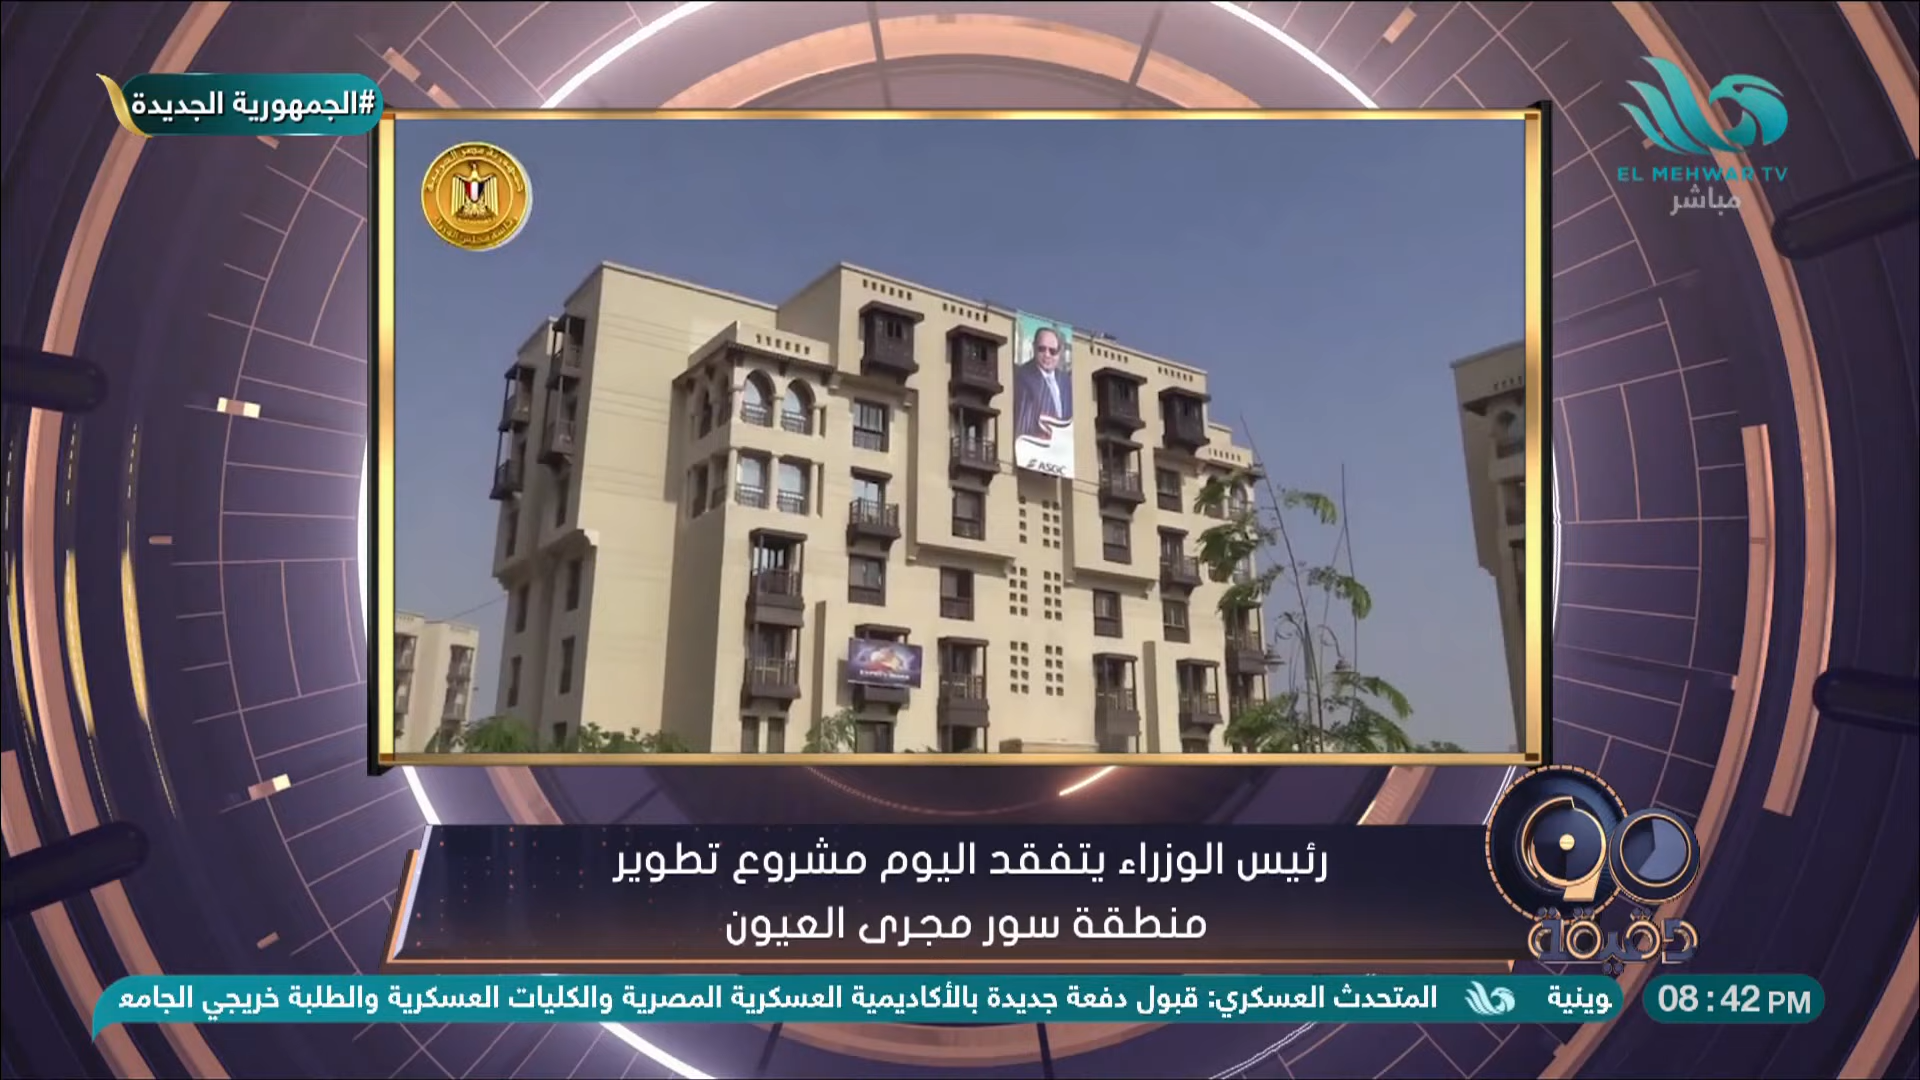 #الجمهورية الجديدة
EL MEHWAR TV
مباشر
ASGC
رئيس الوزراء يتفقد اليوم مشروع تطوير
منطقة سور مجرى العيون
90
دقيقة
وينية
المتحدث العسكري: قبول دفعة جديدة بالأكاديمية العسكرية المصرية والكليات العسكرية والطلبة خريجي الجامع
08:42 PM